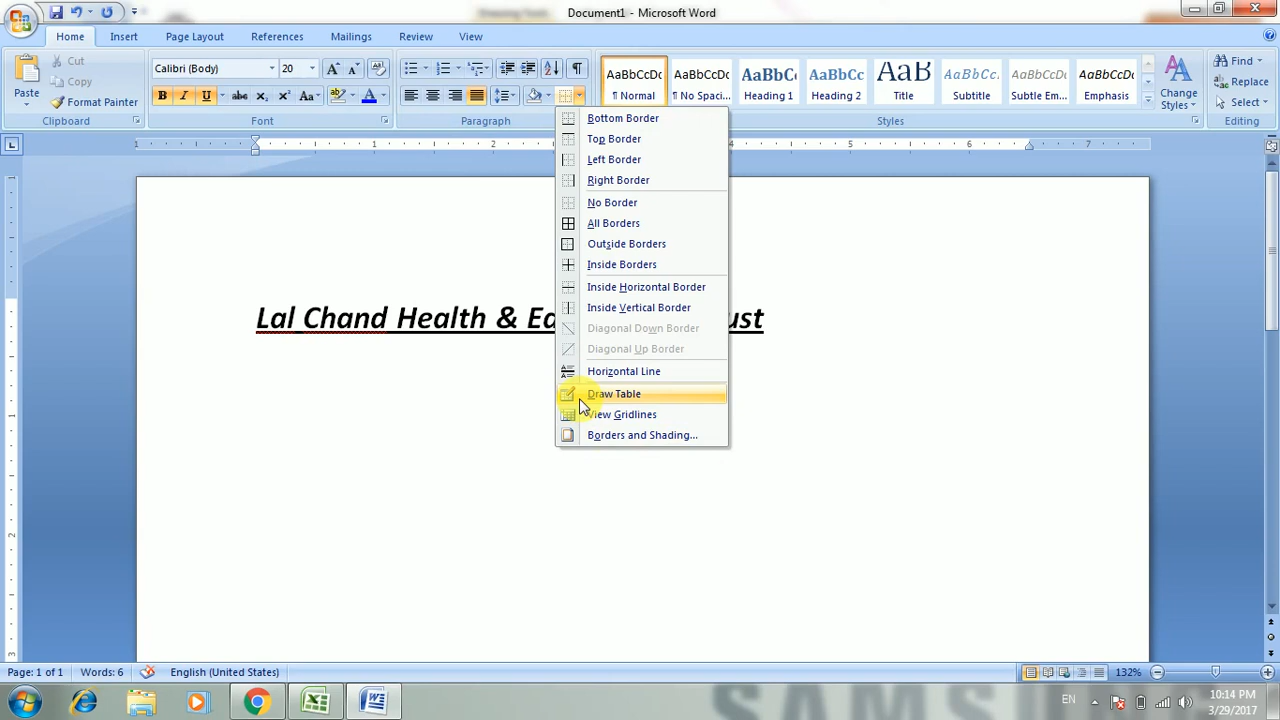 Document1 - Microsoft Word
Home Insert Page Layout References Mailings Review View
Paste
Cut
Copy
Format Painter
Clipboard
Calibri (Body) 20
Font
Paragraph
AaBbCcDc AaBbCcDc AaBbCc AaBbCc AaB AaBbCc AaBbCcDc AaBbCcDc
¶ Normal ¶ No Spaci... Heading 1 Heading 2 Title Subtitle Subtle Em... Emphasis
Change Styles
Styles
Find
Replace
Select
Editing
Bottom Border
Top Border
Left Border
Right Border
No Border
All Borders
Outside Borders
Inside Borders
Inside Horizontal Border
Inside Vertical Border
Diagonal Down Border
Diagonal Up Border
Horizontal Line
Draw Table
View Gridlines
Borders and Shading...
Lal Chand Health &
Page: 1 of 1 Words: 6 English (United States) 132%
EN 10:14 PM
3/29/2017